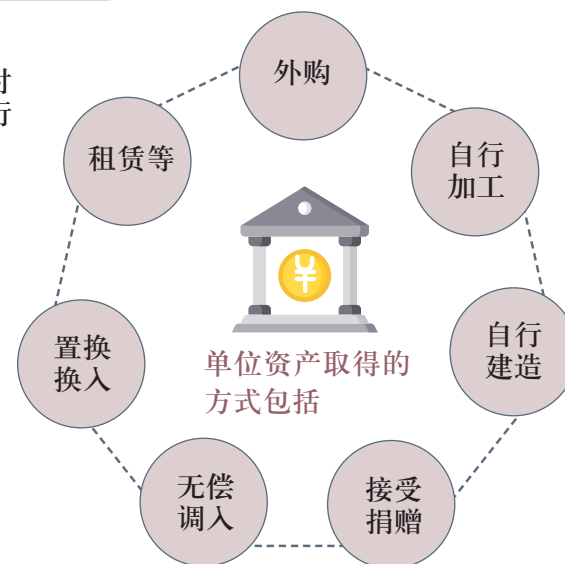 外购
自行
加工
自行
建造
接受
捐赠
无偿
调入
置换
换入
租赁等
单位资产取得的
方式包括